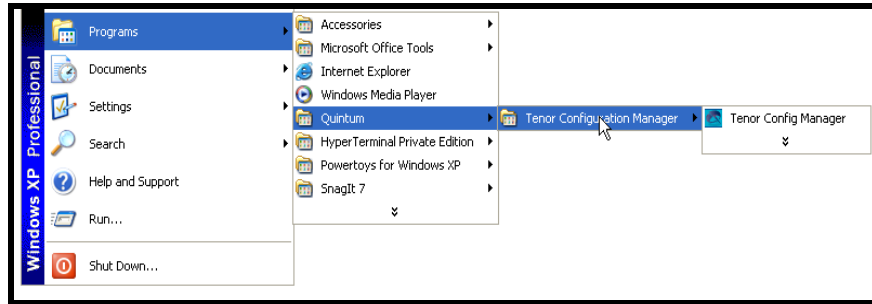 Windows XP Professional
Programs
Documents
Settings
Search
Help and Support
Run...
Shut Down...
Accessories
Microsoft Office Tools
Internet Explorer
Windows Media Player
Quintum
HyperTerminal Private Edition
Powertoys for Windows XP
SnagIt 7
Tenor Configuration Manager
Tenor Config Manager